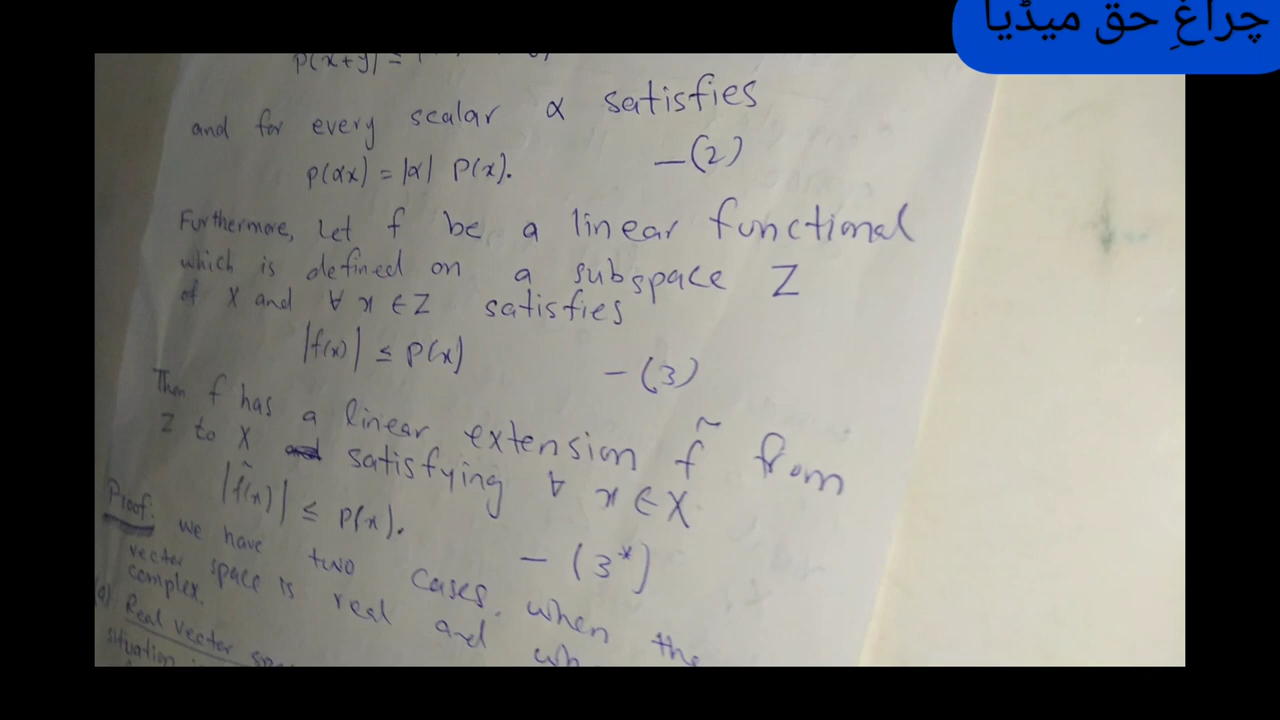 چراغِ حق میڈیا
p(x+y) ≤
and for every scalar α satisfies
p(αx) = |α| P(x). —(2)
Furthermore, Let f be a linear functional
which is defined on a subspace Z
of X and ∀ x ∈ Z satisfies
|f(x)| ≤ P(x) —(3)
Then f has a linear extension f̃ from
Z to X satisfying ∀ x ∈ X
|f̃(x)| ≤ P(x). — (3*)
Proof: we have two cases. when the
vector space is real and
complex.
(a) Real vector
situation